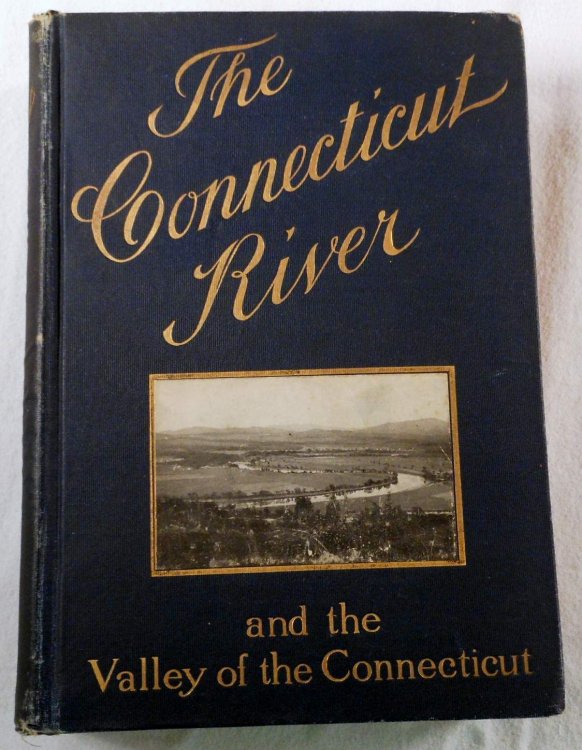 The
Connecticut
River
and the
Valley of the Connecticut